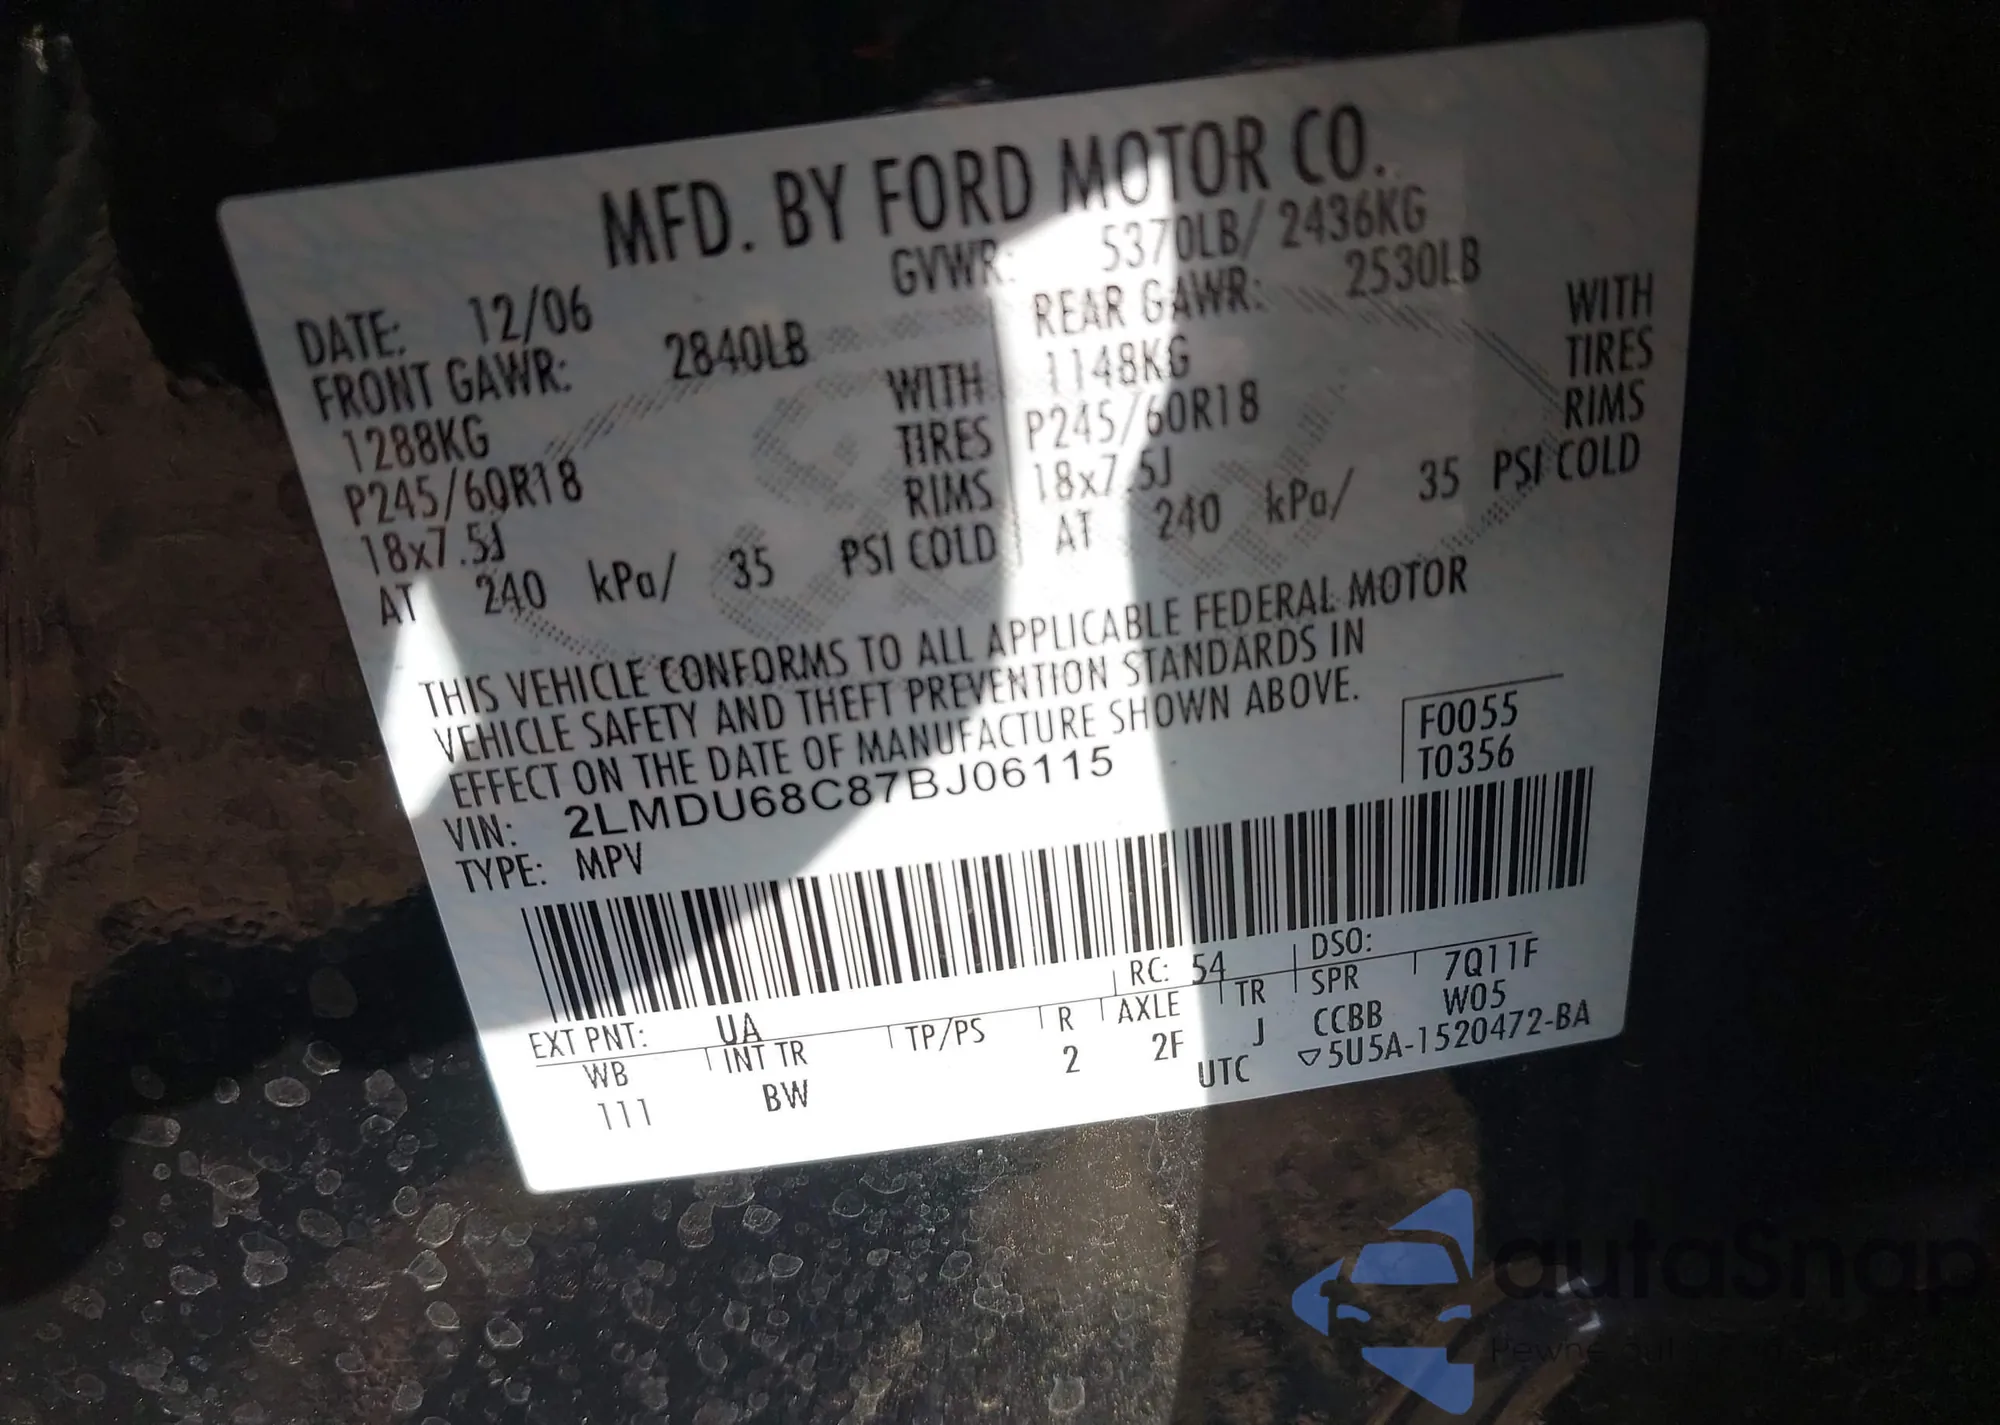 MFD. BY FORD MOTOR CO.
DATE: 12/06 GVWR: 5370LB/ 2436KG
FRONT GAWR: 2840LB REAR GAWR: 2530LB
1288KG WITH 1148KG WITH
P245/60R18 TIRES P245/60R18 TIRES
18x7.5J RIMS 18x7.5J RIMS
AT 240 kPa/ 35 PSI COLD AT 240 kPa/ 35 PSI COLD
THIS VEHICLE CONFORMS TO ALL APPLICABLE FEDERAL MOTOR
VEHICLE SAFETY AND THEFT PREVENTION STANDARDS IN
EFFECT ON THE DATE OF MANUFACTURE SHOWN ABOVE.
VIN: 2LMDU68C87BJ06115 F0055
TYPE: MPV T0356
EXT PNT: UA RC: 54 DSO:
WB INT TR TP/PS R AXLE TR SPR 7Q11F
111 BW 2 2F J CCBB W05
UTC ▽5U5A-1520472-BA
autaSnap